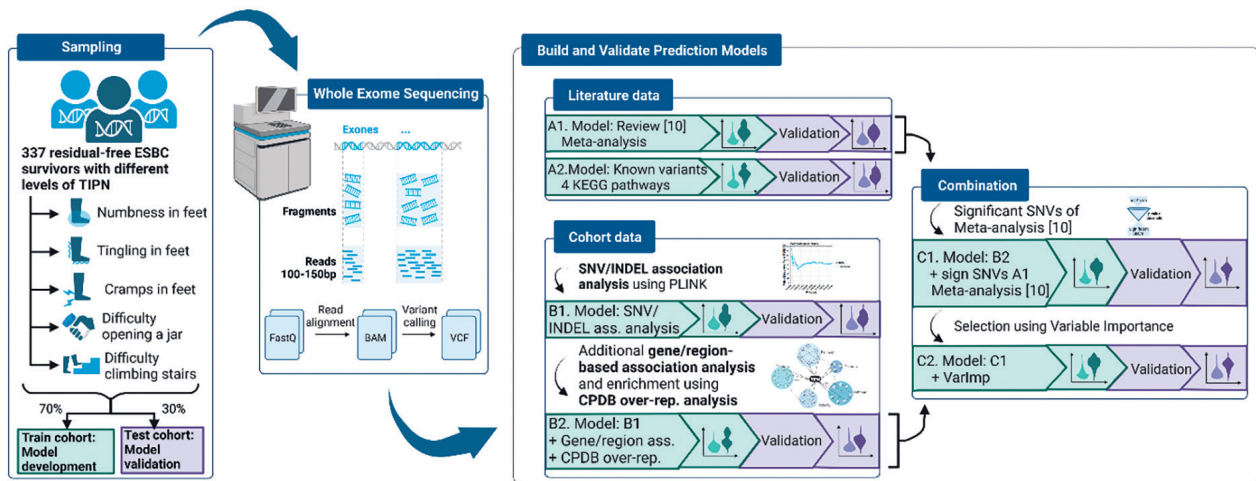 Sampling
337 residual-free ESBC
survivors with different
levels of TIPN
Numbness in feet
Tingling in feet
Cramps in feet
Difficulty
opening a jar
Difficulty
climbing stairs
70%
30%
Train cohort:
Model
development
Test cohort:
Model
validation
Whole Exome Sequencing
Exones ...
Fragments
Reads
100-150bp
Read
alignment
Variant
calling
FastQ
BAM
VCF
Build and Validate Prediction Models
Literature data
A1. Model: Review [10]
Meta-analysis
Validation
A2.Model: Known variants
4 KEGG pathways
Validation
Cohort data
SNV/INDEL association
analysis using PLINK
B1. Model: SNV/
INDEL ass. analysis
Validation
Additional gene/region-
based association analysis
and enrichment using
CPDB over-rep. analysis
B2. Model: B1
+ Gene/region ass.
+ CPDB over-rep.
Validation
Combination
Significant SNVs of
Meta-analysis [10]
C1. Model: B2
+ sign SNVs A1
Meta-analysis [10]
Validation
Selection using Variable Importance
C2. Model: C1
+ VarImp
Validation